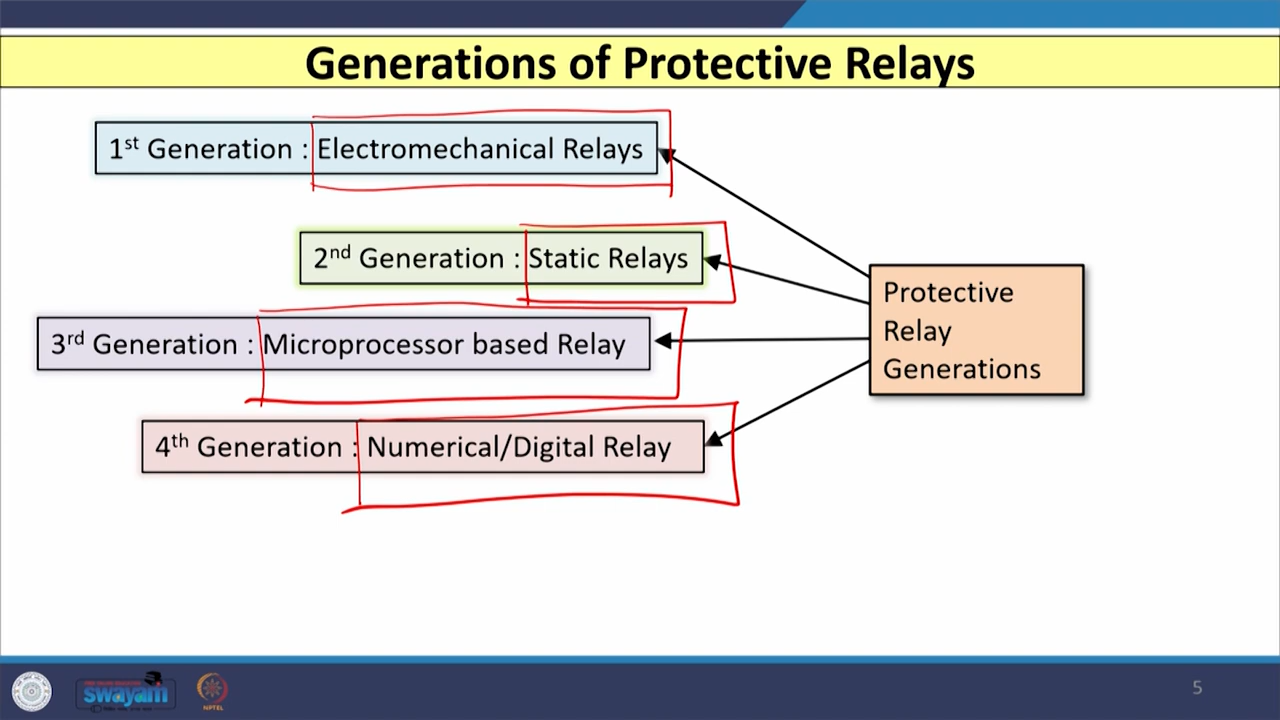 Generations of Protective Relays
1st Generation : Electromechanical Relays
2nd Generation : Static Relays
3rd Generation : Microprocessor based Relay
4th Generation : Numerical/Digital Relay
Protective
Relay
Generations
swayam
NPTEL
5